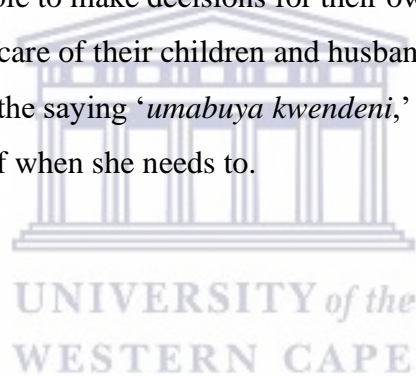 ble to make decisions for their ow
care of their children and husban
the saying ‘umabuya kwendeni,’
f when she needs to.
UNIVERSITY of the
WESTERN CAPE